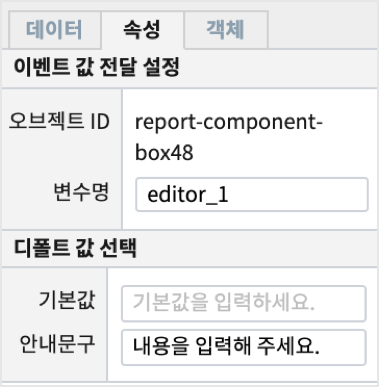 데이터 속성 객체
이벤트 값 전달 설정
오브젝트 ID report-component-
box48
변수명 editor_1
디폴트 값 선택
기본값 기본값을 입력하세요.
안내문구 내용을 입력해 주세요.